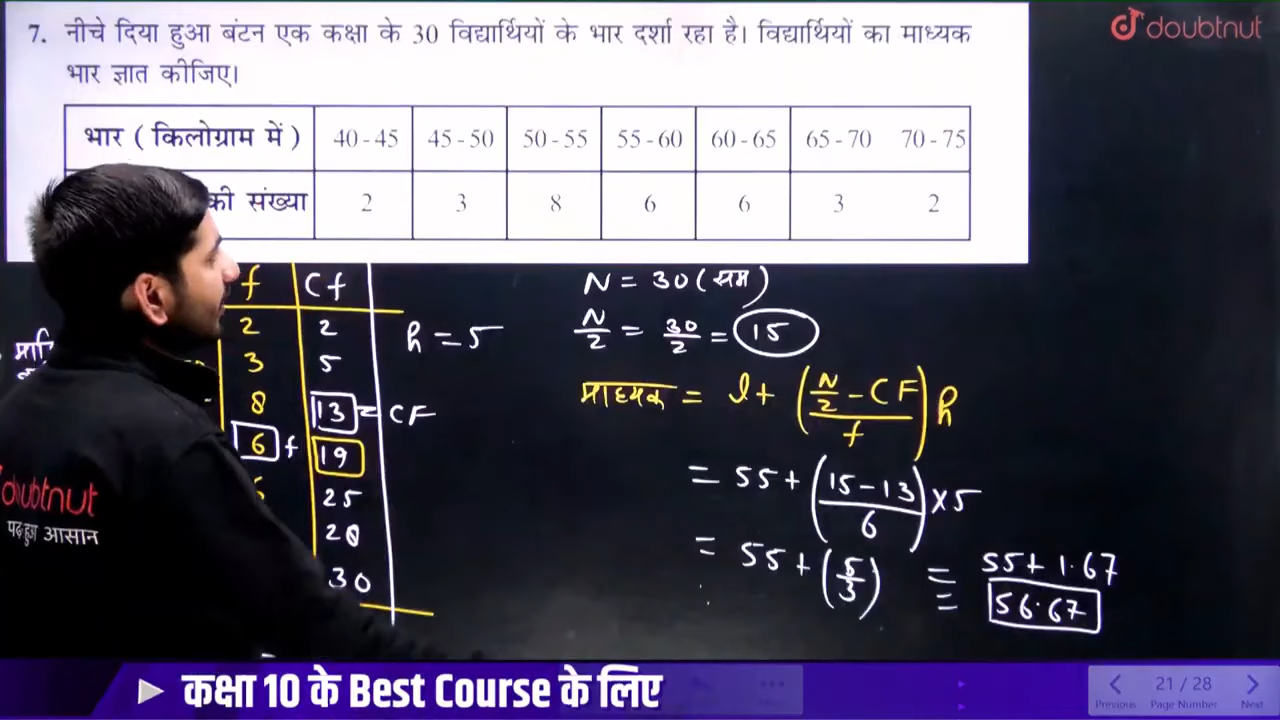 7. नीचे दिया हुआ बंटन एक कक्षा के 30 विद्यार्थियों के भार दर्शा रहा है। विद्यार्थियों का माध्यक
भार ज्ञात कीजिए।
doubtnut
भार ( किलोग्राम में ) 40 - 45 45 - 50 50 - 55 55 - 60 60 - 65 65 - 70 70 - 75
की संख्या 2 3 8 6 6 3 2
f Cf
2 2
3 5
8 13 = CF
6 f 19
25
28
30
h = 5
N = 30 (सम)
N/2 = 30/2 = 15
माध्यक = l + ( (N/2 - CF) / f ) h
= 55 + ( (15 - 13) / 6 ) × 5
= 55 + (5/3) = 55 + 1.67
= 56.67
doubtnut
पढ़ना हुआ आसान
कक्षा 10 के Best Course के लिए
21 / 28
Previous Page Number Next